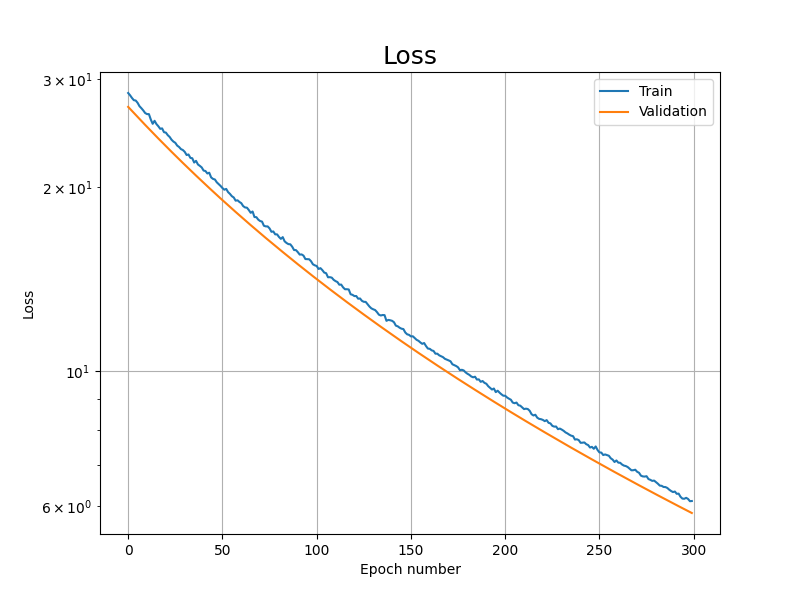 Loss
3 × 10¹
2 × 10¹
10¹
6 × 10⁰
Loss
Train
Validation
0 50 100 150 200 250 300
Epoch number